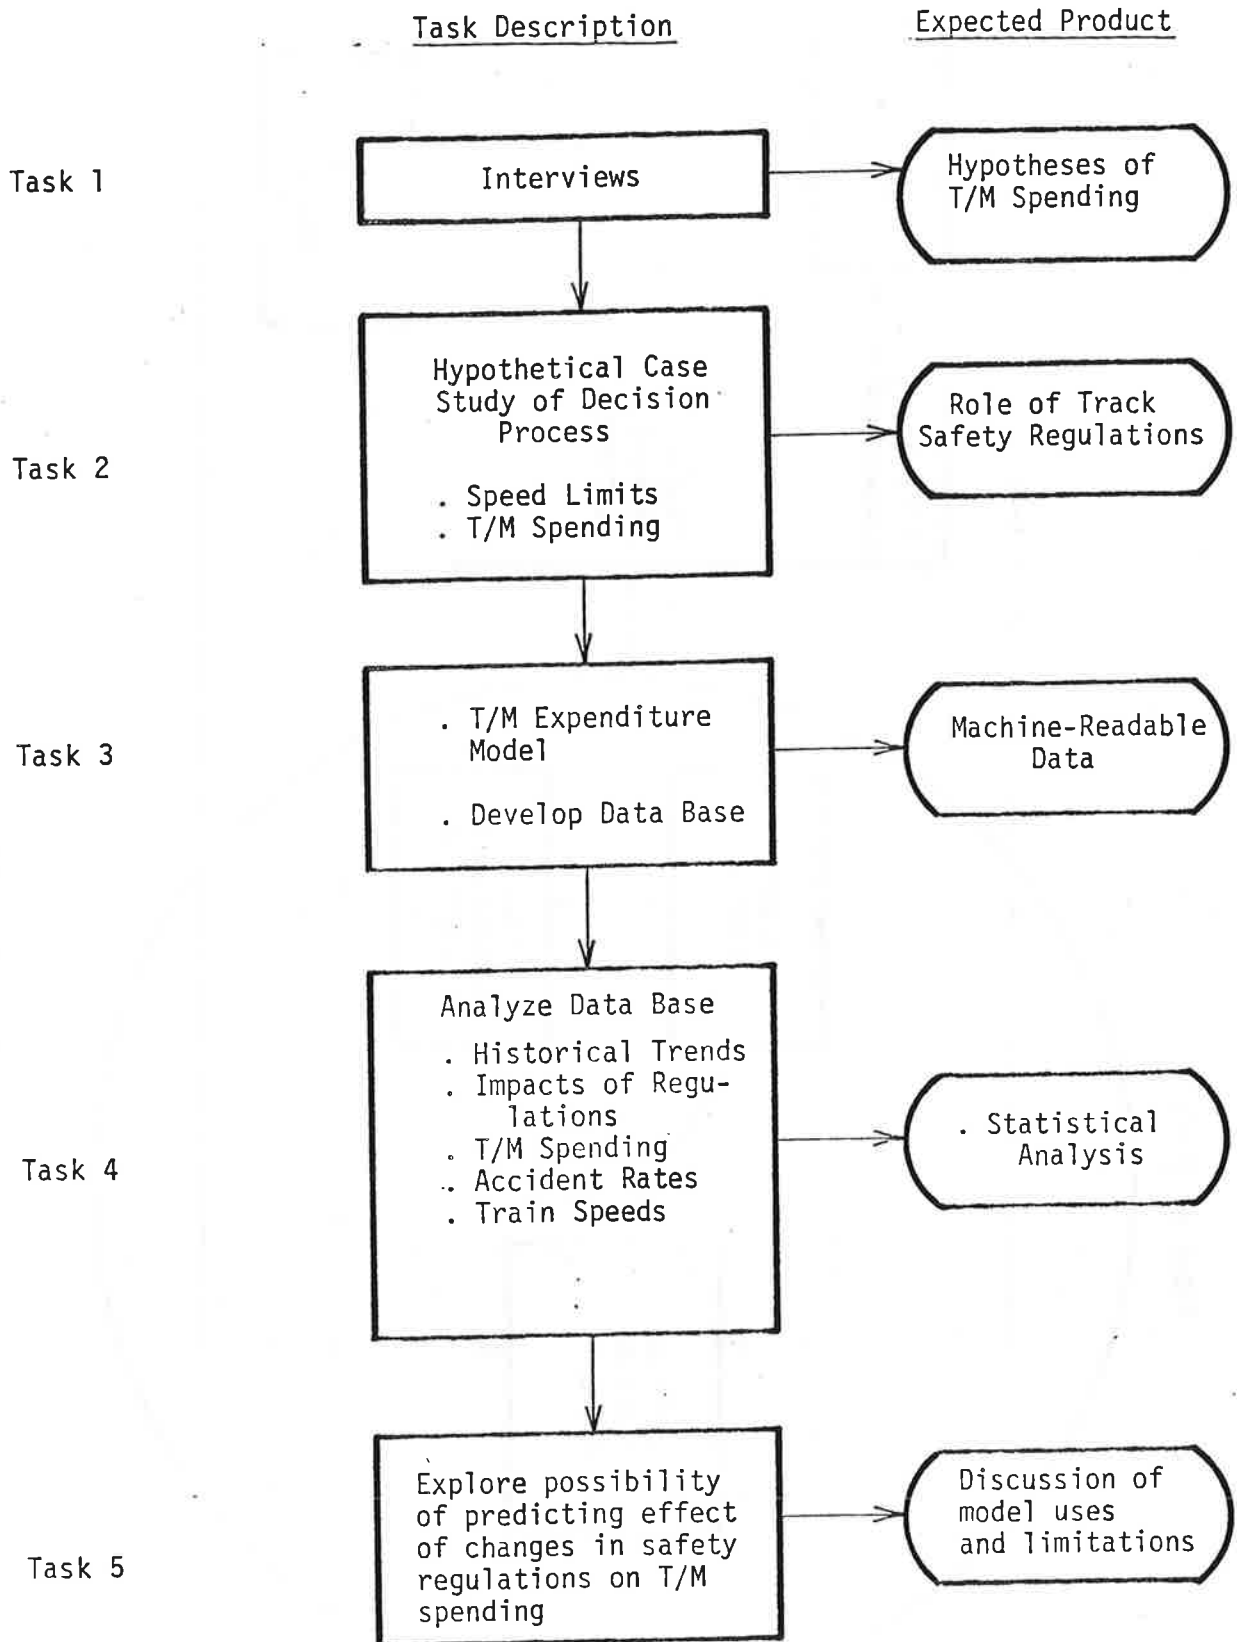 Task Description
Expected Product
Task 1
Interviews
Hypotheses of
T/M Spending
Task 2
Hypothetical Case
Study of Decision
Process
. Speed Limits
. T/M Spending
Role of Track
Safety Regulations
Task 3
. T/M Expenditure
Model
. Develop Data Base
Machine-Readable
Data
Task 4
Analyze Data Base
. Historical Trends
. Impacts of Regu-
lations
. T/M Spending
. Accident Rates
. Train Speeds
.
.
. Statistical
Analysis
Task 5
Explore possibility
of predicting effect
of changes in safety
regulations on T/M
spending
Discussion of
model uses
and limitations